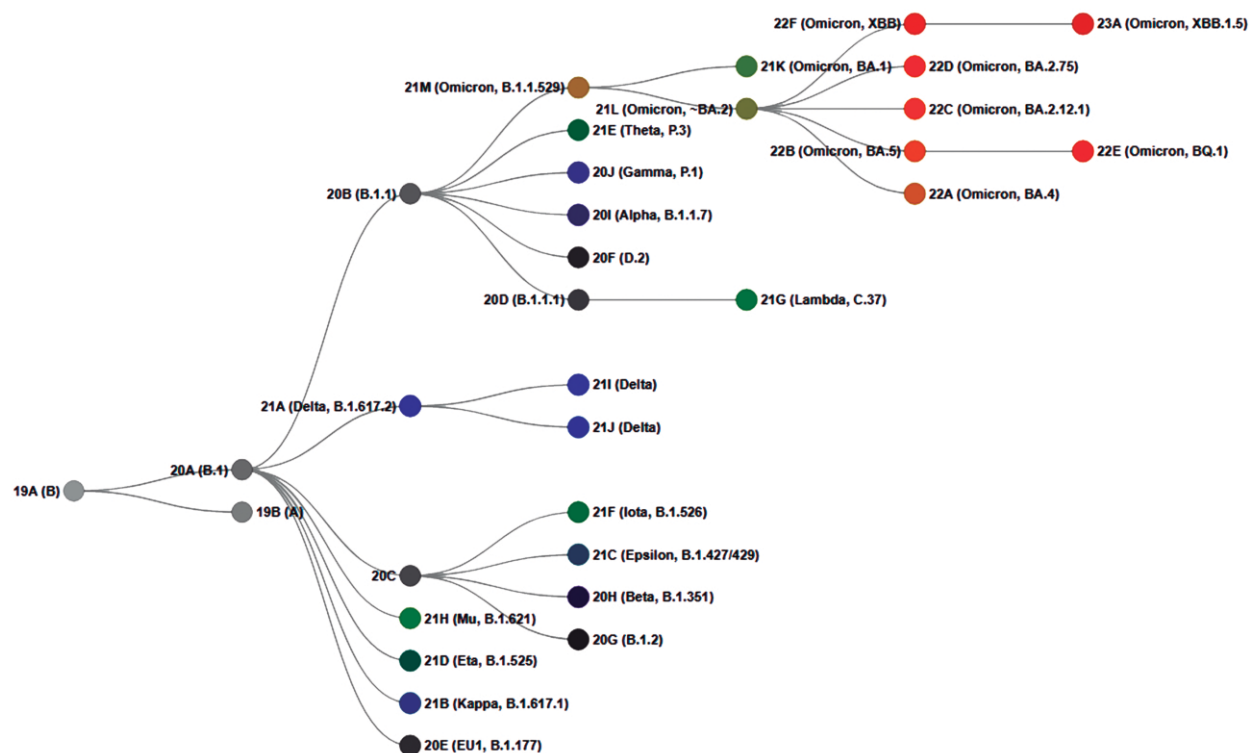 22F (Omicron, XBB)
23A (Omicron, XBB.1.5)
21K (Omicron, BA.1)
22D (Omicron, BA.2.75)
21M (Omicron, B.1.1.529)
21L (Omicron, ~BA.2)
22C (Omicron, BA.2.12.1)
21E (Theta, P.3)
22B (Omicron, BA.5)
22E (Omicron, BQ.1)
20J (Gamma, P.1)
20B (B.1.1)
22A (Omicron, BA.4)
20I (Alpha, B.1.1.7)
20F (D.2)
20D (B.1.1.1)
21G (Lambda, C.37)
21I (Delta)
21A (Delta, B.1.617.2)
21J (Delta)
20A (B.1)
19A (B)
19B (A)
21F (Iota, B.1.526)
21C (Epsilon, B.1.427/429)
20C
20H (Beta, B.1.351)
21H (Mu, B.1.621)
20G (B.1.2)
21D (Eta, B.1.525)
21B (Kappa, B.1.617.1)
20E (EU1, B.1.177)